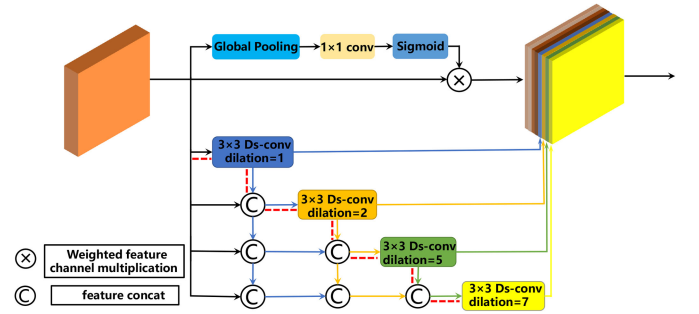 Global Pooling
1×1 conv
Sigmoid
×
3×3 Ds-conv
dilation=1
C
3×3 Ds-conv
dilation=2
C
C
3×3 Ds-conv
dilation=5
C
C
C
3×3 Ds-conv
dilation=7
×
Weighted feature
channel multiplication
C
feature concat